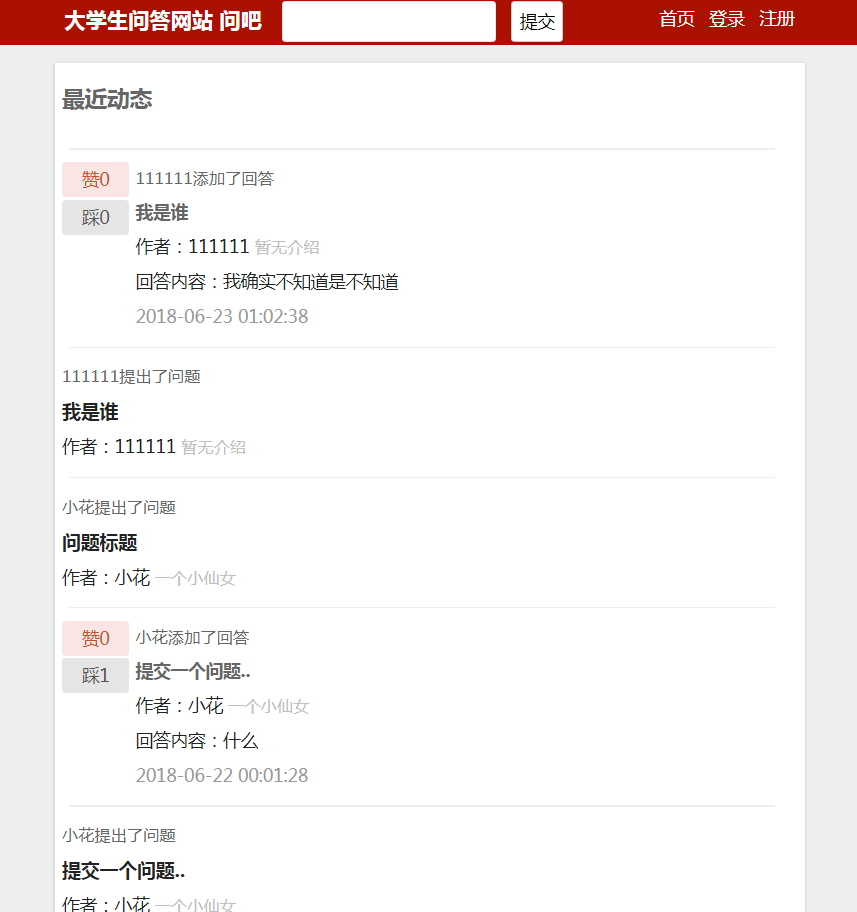 大学生问答网站 问吧 提交 首页 登录 注册
最近动态
赞0 111111添加了回答
踩0 我是谁
作者：111111 暂无介绍
回答内容：我确实不知道是不知道
2018-06-23 01:02:38
111111提出了问题
我是谁
作者：111111 暂无介绍
小花提出了问题
问题标题
作者：小花 一个小仙女
赞0 小花添加了回答
踩1 提交一个问题..
作者：小花 一个小仙女
回答内容：什么
2018-06-22 00:01:28
小花提出了问题
提交一个问题..
作者：小花 一个小仙女